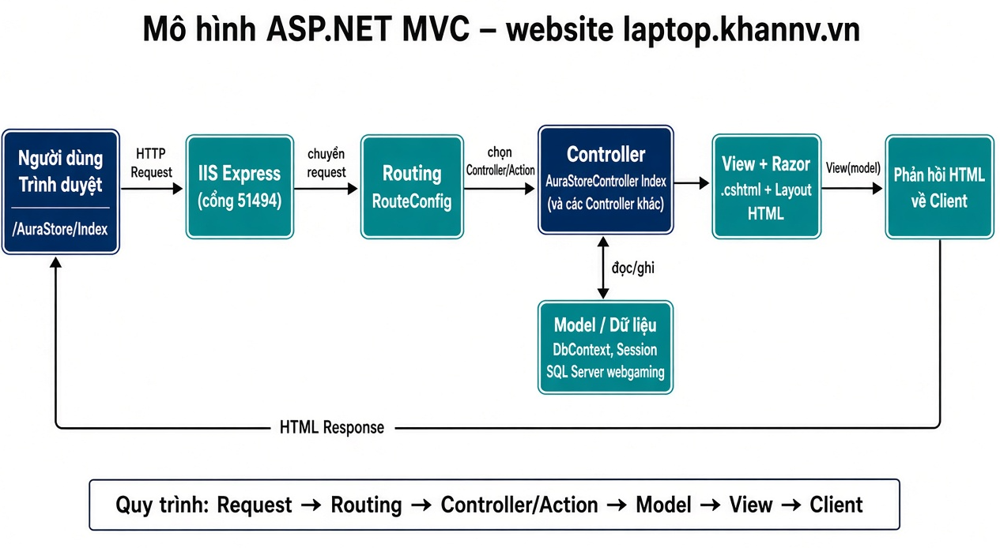 Mô hình ASP.NET MVC – website laptop.khannv.vn
Người dùng
Trình duyệt
/AuraStore/Index
HTTP
Request
IIS Express
(cổng 51494)
chuyển
request
Routing
RouteConfig
chọn
Controller/Action
Controller
AuraStoreController Index
(và các Controller khác)
View + Razor
.cshtml + Layout
HTML
View(model)
Phản hồi HTML
về Client
đọc/ghi
Model / Dữ liệu
DbContext, Session
SQL Server webgaming
HTML Response
Quy trình: Request → Routing → Controller/Action → Model → View → Client